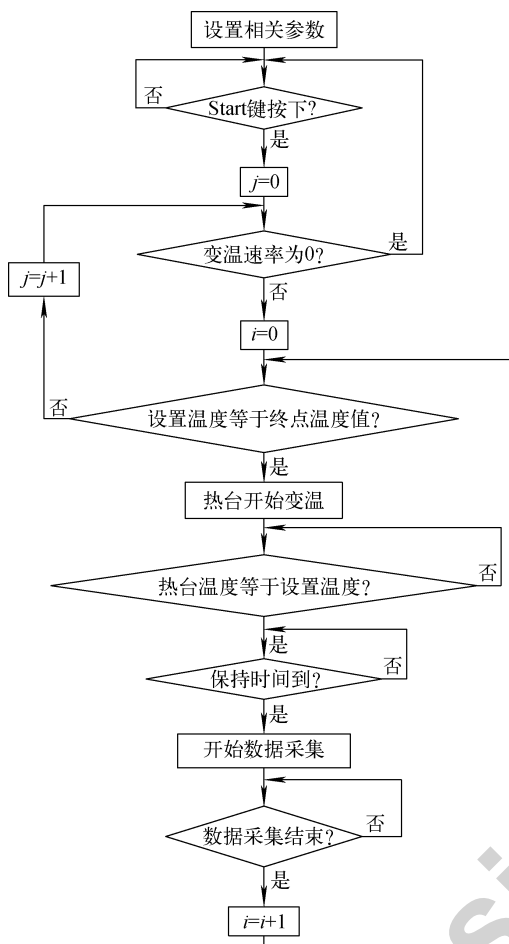 设置相关参数
否
Start键按下?
是
j=0
变温速率为0?
是
j=j+1
否
i=0
否
设置温度等于终点温度值?
是
热台开始变温
热台温度等于设置温度?
否
是
保持时间到?
否
是
开始数据采集
数据采集结束?
否
是
i=i+1